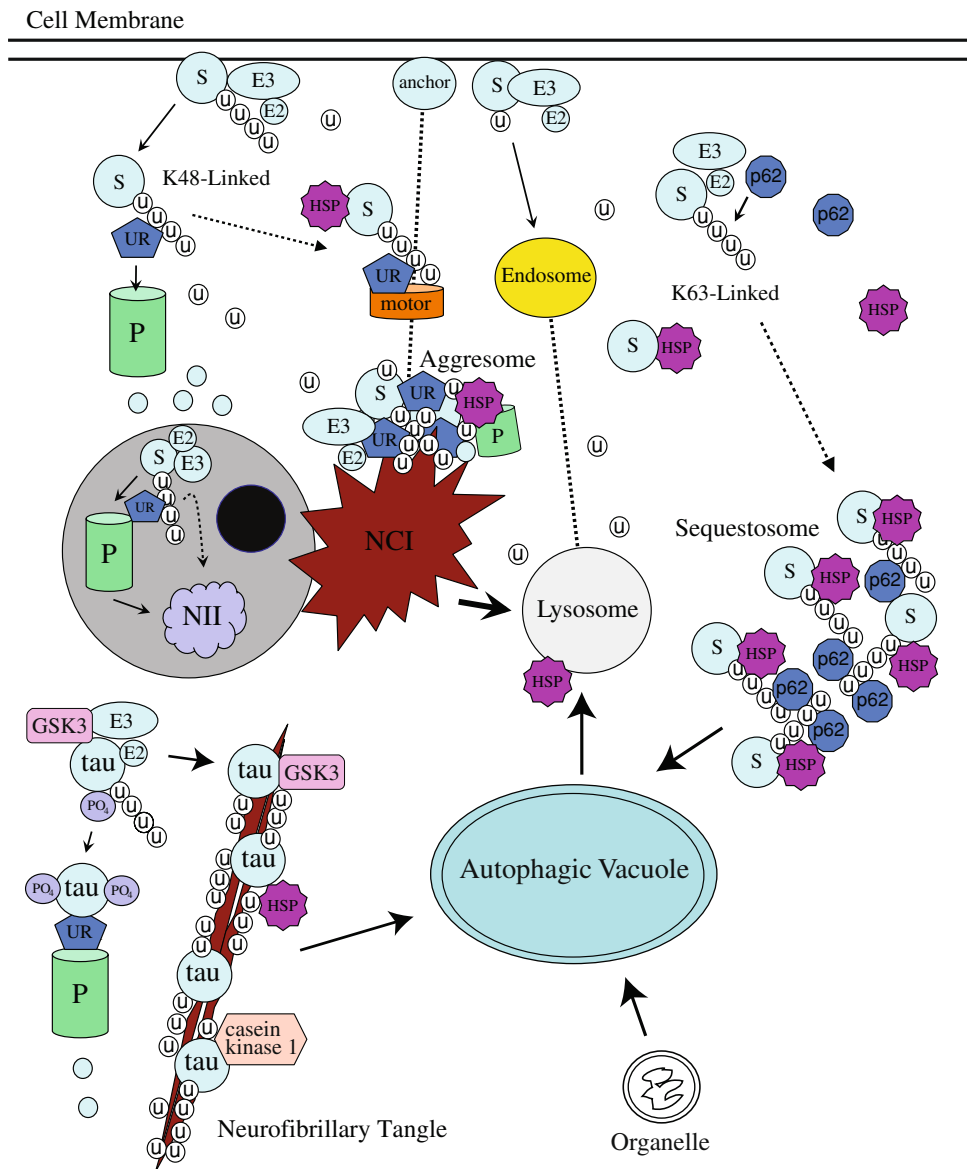 Cell Membrane
S
E3
E2
u
u
u
u
u
anchor
S
E3
E2
u
S
K48-Linked
u
u
u
u
UR
P
u
u
HSP
S
u
u
u
u
UR
motor
u
Endosome
E3
E2
S
p62
p62
u
u
u
u
K63-Linked
HSP
S
HSP
Aggresome
u
u
S
UR
u
HSP
E3
E2
UR
u
u
u
u
u
u
u
u
P
E2
S
E3
u
u
u
u
UR
P
NII
NCI
u
u
u
Lysosome
HSP
Sequestosome
S
HSP
u
u
u
u
S
HSP
p62
u
u
u
u
S
u
u
u
u
HSP
S
HSP
p62
p62
u
u
u
u
p62
u
u
u
u
p62
S
HSP
GSK3
E3
tau
E2
PO4
u
u
u
u
PO4
tau
PO4
UR
P
tau
GSK3
u
u
u
u
u
u
tau
u
u
u
u
HSP
u
u
u
u
u
tau
u
u
u
u
u
casein
kinase 1
tau
u
u
u
u
u
u
u
Neurofibrillary Tangle
Autophagic Vacuole
Organelle